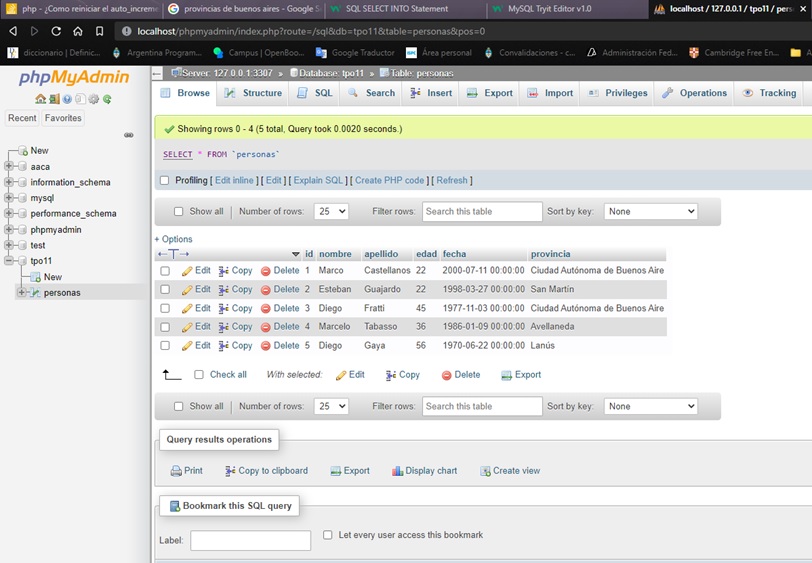 php - ¿Como reiniciar el auto_increme
provincias de buenos aires - Google S
SQL SELECT INTO Statement
MySQL Tryit Editor v1.0
localhost / 127.0.0.1 / tpo11 / perso
localhost/phpmyadmin/index.php?route=/sql&db=tpo11&table=personas&pos=0
diccionario | Definic...
Argentina Program...
Campus | OpenBoo...
Google Traductor
Área personal
Convalidaciones - c...
Administración Fed...
Cambridge Free En...
phpMyAdmin
Recent
Favorites
New
aaca
information_schema
mysql
performance_schema
phpmyadmin
test
tpo11
New
personas
Server: 127.0.0.1:3307 » Database: tpo11 » Table: personas
Browse Structure SQL Search Insert Export Import Privileges Operations Tracking
Showing rows 0 - 4 (5 total, Query took 0.0020 seconds.)
SELECT * FROM `personas`
Profiling [ Edit inline ] [ Edit ] [ Explain SQL ] [ Create PHP code ] [ Refresh ]
Show all | Number of rows: 25 Filter rows: Search this table Sort by key: None
+ Options
←T→ id nombre apellido edad fecha provincia
Edit Copy Delete 1 Marco Castellanos 22 2000-07-11 00:00:00 Ciudad Autónoma de Buenos Aire
Edit Copy Delete 2 Esteban Guajardo 22 1998-03-27 00:00:00 San Martín
Edit Copy Delete 3 Diego Fratti 45 1977-11-03 00:00:00 Ciudad Autónoma de Buenos Aire
Edit Copy Delete 4 Marcelo Tabasso 36 1986-01-09 00:00:00 Avellaneda
Edit Copy Delete 5 Diego Gaya 56 1970-06-22 00:00:00 Lanús
Check all With selected: Edit Copy Delete Export
Show all | Number of rows: 25 Filter rows: Search this table Sort by key: None
Query results operations
Print Copy to clipboard Export Display chart Create view
Bookmark this SQL query
Label: Let every user access this bookmark